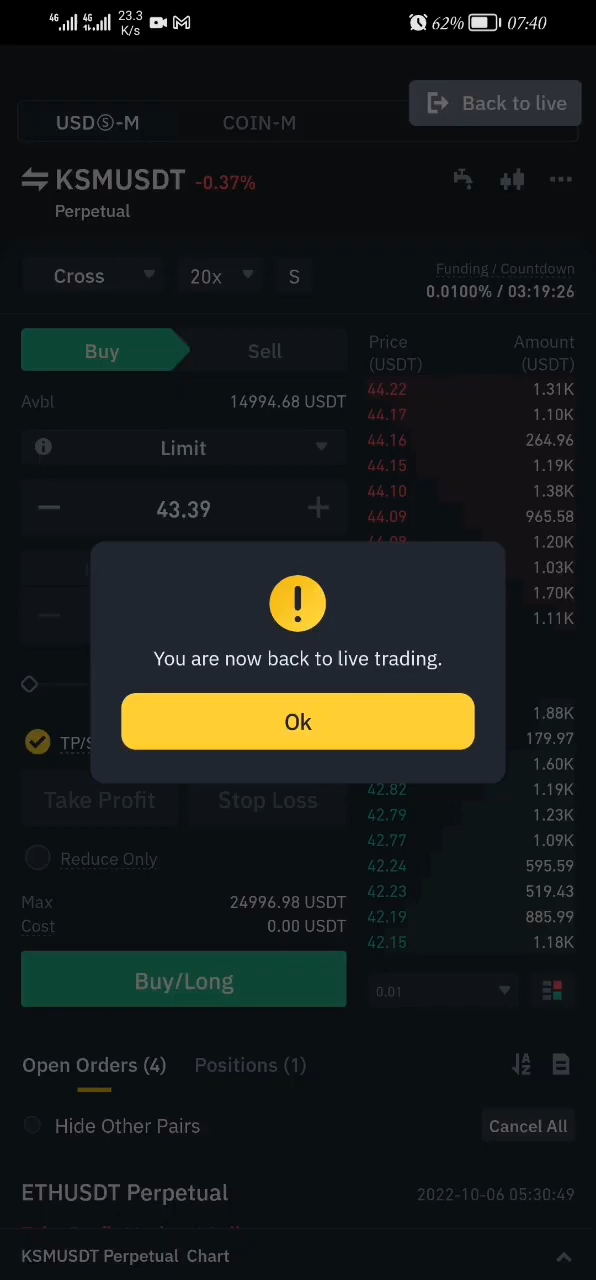 4G 4G 23.3 K/s 62% 07:40
Back to live
USDⓈ-M COIN-M
KSMUSDT -0.37%
Perpetual
Funding / Countdown
Cross 20x S 0.0100% / 03:19:26
Buy Sell
Price (USDT) Amount (USDT)
Avbl 14994.68 USDT
Limit
43.39
44.22 1.31K
44.17 1.10K
44.16 264.96
44.15 1.19K
44.10 1.38K
44.09 965.58
44.08 1.20K
1.03K
1.70K
1.11K
You are now back to live trading.
Ok
1.88K
179.97
1.60K
42.82 1.19K
42.79 1.23K
42.77 1.09K
42.24 595.59
42.23 519.43
42.19 885.99
42.15 1.18K
TP/S
Take Profit Stop Loss
Reduce Only
Max 24996.98 USDT
Cost 0.00 USDT
Buy/Long
0.01
Open Orders (4) Positions (1)
Hide Other Pairs Cancel All
ETHUSDT Perpetual 2022-10-06 05:30:49
KSMUSDT Perpetual Chart